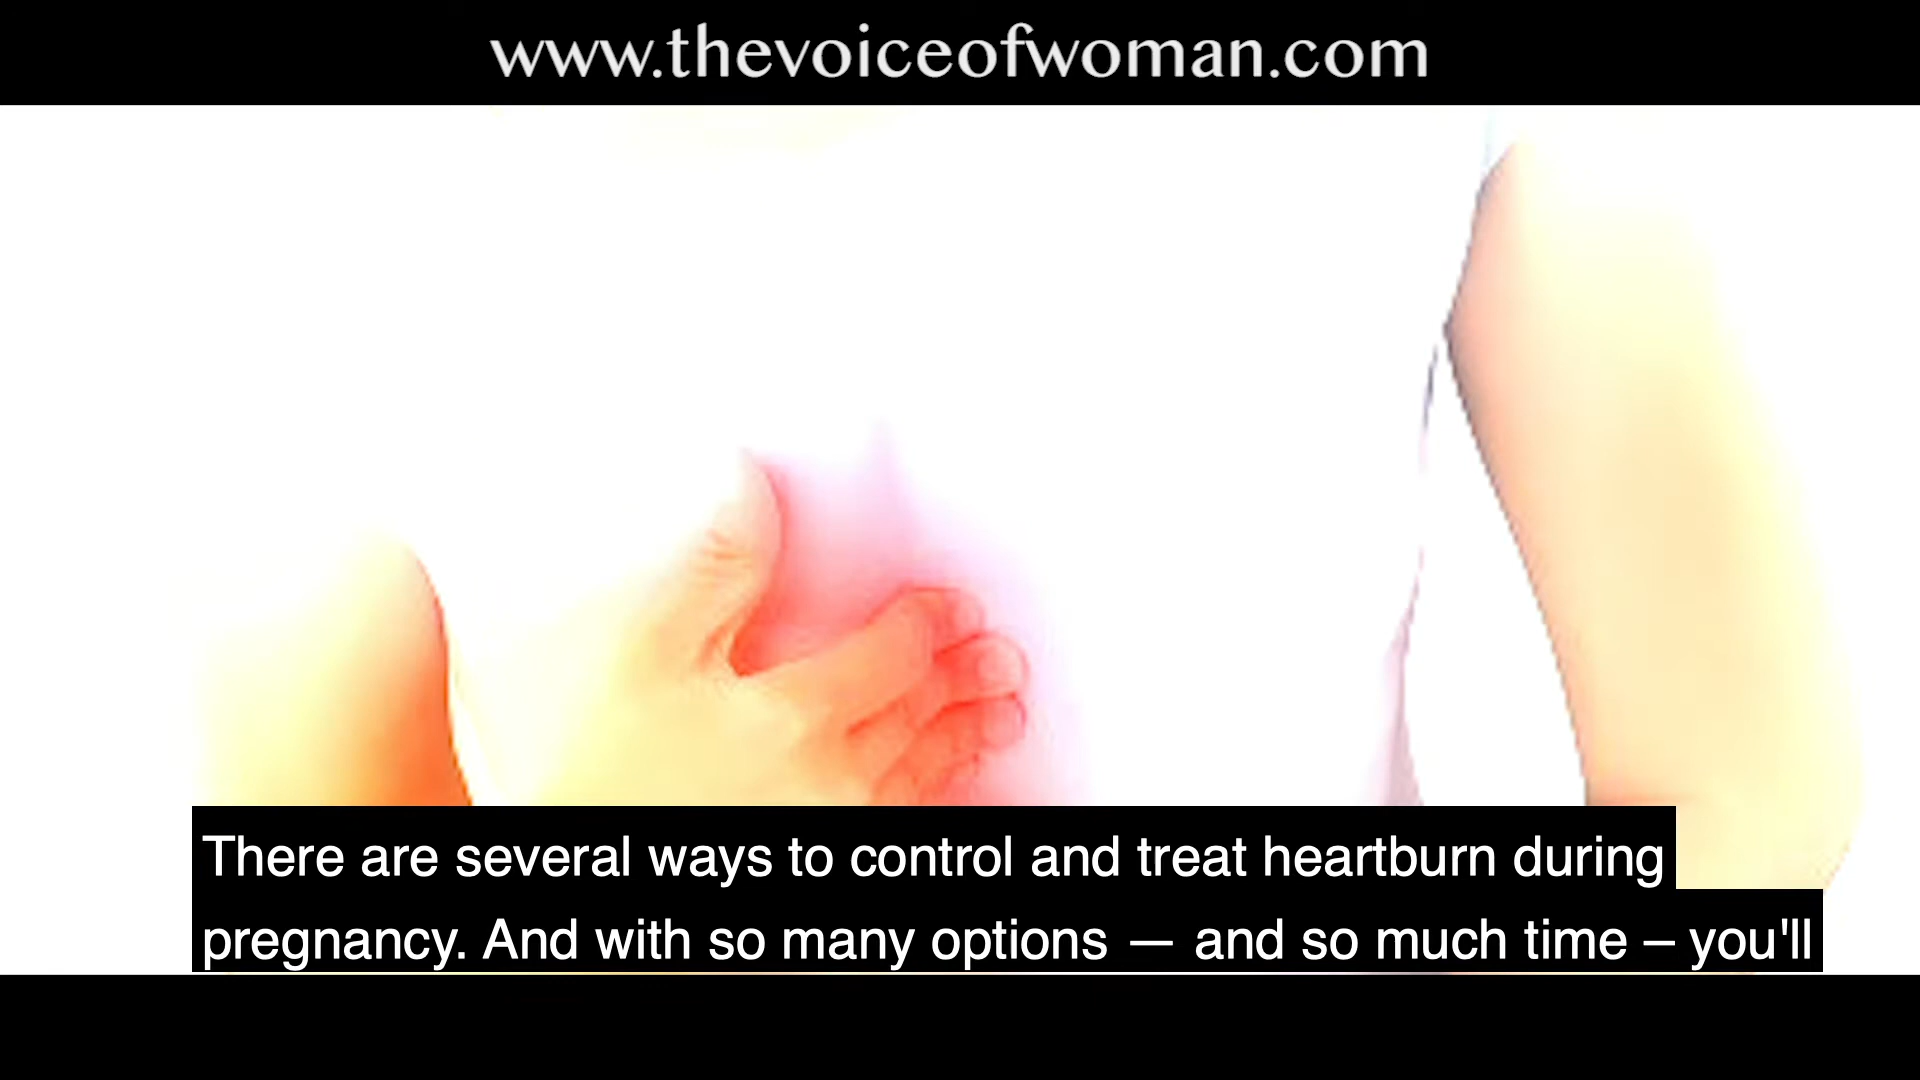 www.thevoiceofwoman.com
There are several ways to control and treat heartburn during
pregnancy. And with so many options — and so much time – you'll